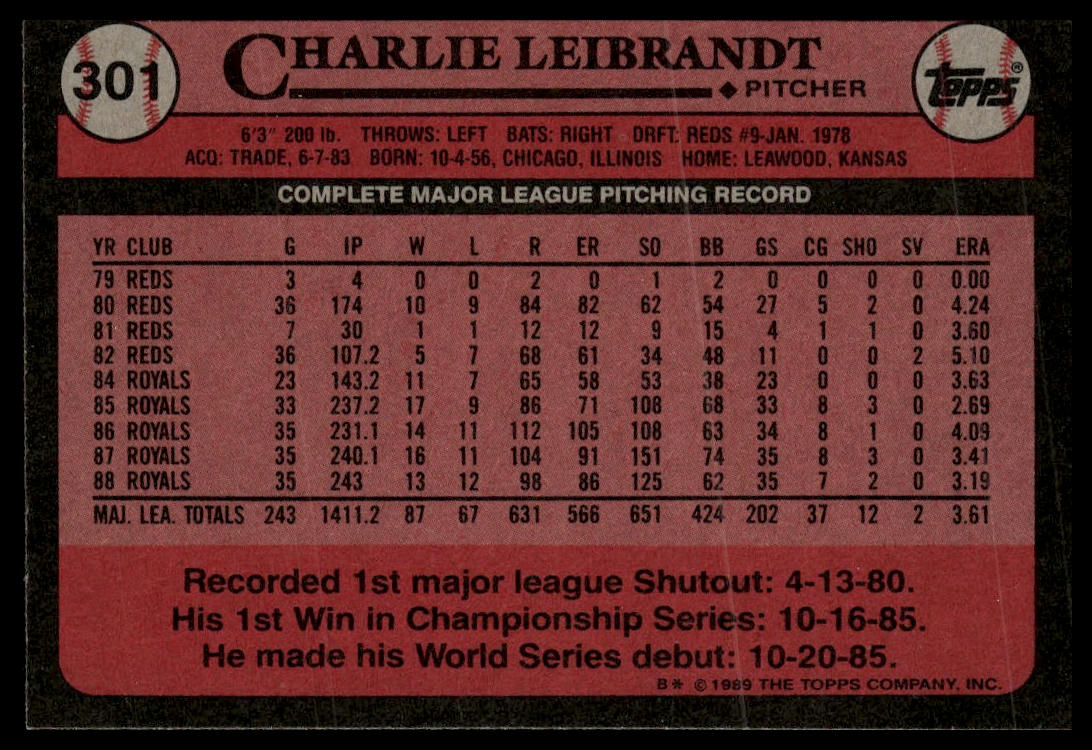 301
CHARLIE LEIBRANDT
TOPPS®
◆PITCHER
6'3" 200 lb. THROWS: LEFT BATS: RIGHT DRFT: REDS #9-JAN. 1978
ACQ: TRADE, 6-7-83 BORN: 10-4-56, CHICAGO, ILLINOIS HOME: LEAWOOD, KANSAS
COMPLETE MAJOR LEAGUE PITCHING RECORD
YR CLUB G IP W L R ER SO BB GS CG SHO SV ERA
79 REDS 3 4 0 0 2 0 1 2 0 0 0 0 0.00
80 REDS 36 174 10 9 84 82 62 54 27 5 2 0 4.24
81 REDS 7 30 1 1 12 12 9 15 4 1 1 0 3.60
82 REDS 36 107.2 5 7 68 61 34 48 11 0 0 2 5.10
84 ROYALS 23 143.2 11 7 65 58 53 38 23 0 0 0 3.63
85 ROYALS 33 237.2 17 9 86 71 108 68 33 8 3 0 2.69
86 ROYALS 35 231.1 14 11 112 105 108 63 34 8 1 0 4.09
87 ROYALS 35 240.1 16 11 104 91 151 74 35 8 3 0 3.41
88 ROYALS 35 243 13 12 98 86 125 62 35 7 2 0 3.19
MAJ. LEA. TOTALS 243 1411.2 87 67 631 566 651 424 202 37 12 2 3.61
Recorded 1st major league Shutout: 4-13-80.
His 1st Win in Championship Series: 10-16-85.
He made his World Series debut: 10-20-85.
B* © 1989 THE TOPPS COMPANY, INC.